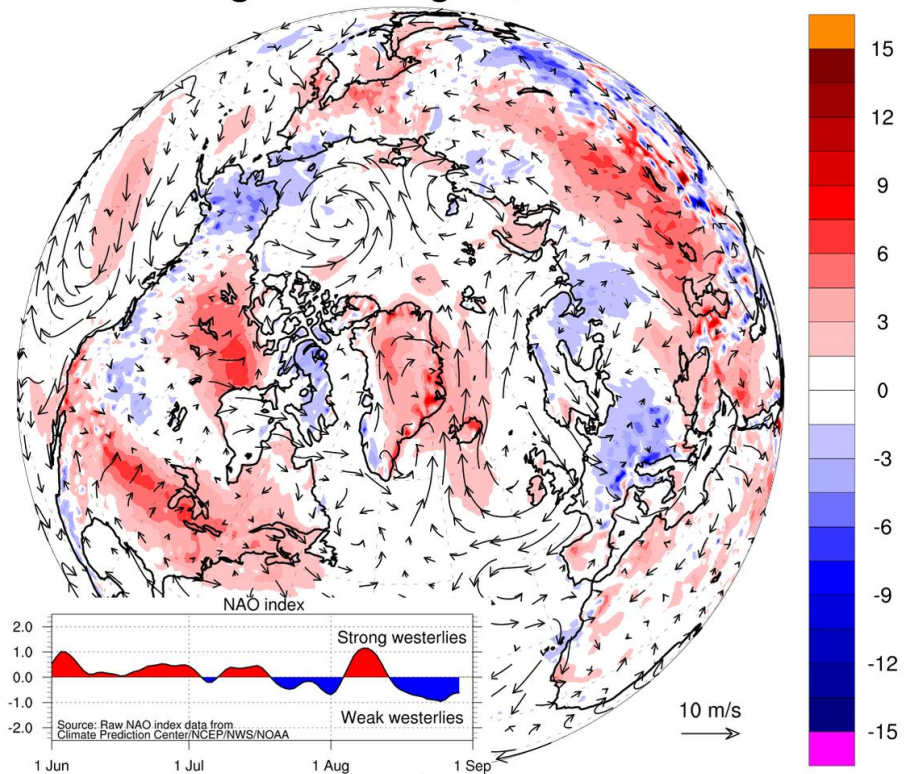 15
12
9
6
3
0
-3
-6
-9
-12
-15
10 m/s
NAO index
2.0
1.0
0.0
-1.0
-2.0
Strong westerlies
Weak westerlies
Source: Raw NAO index data from
Climate Prediction Center/NCEP/NWS/NOAA
1 Jun
1 Jul
1 Aug
1 Sep